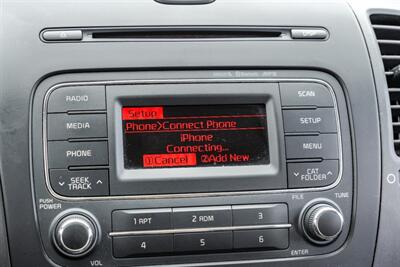 RADIO
MEDIA
PHONE
SEEK
TRACK
Setup
Phone>Connect Phone
iPhone
Connecting...
①Cancel ②Add New
SCAN
SETUP
MENU
CAT
FOLDER
PUSH
POWER
VOL
1 RPT
2 RDM
3
4
5
6
FILE
TUNE
ENTER